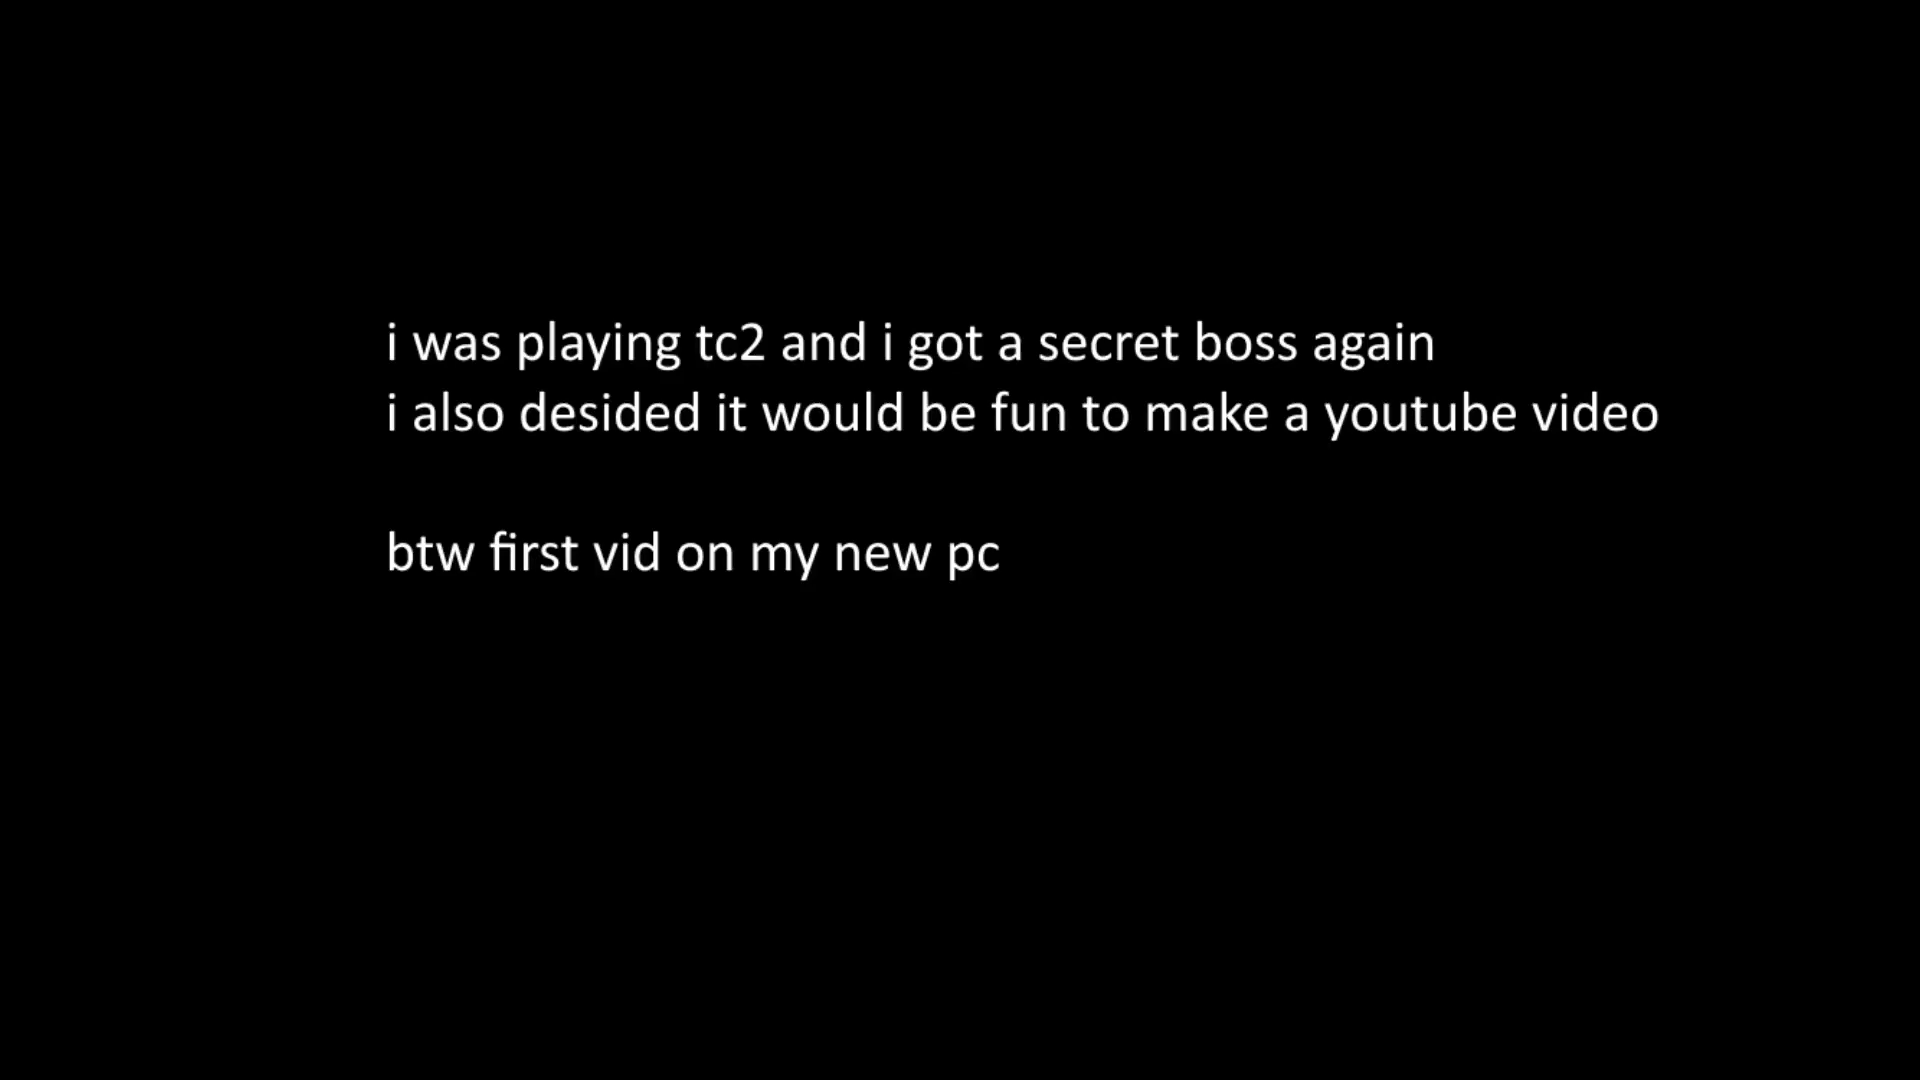 i was playing tc2 and i got a secret boss again
i also desided it would be fun to make a youtube video
btw first vid on my new pc